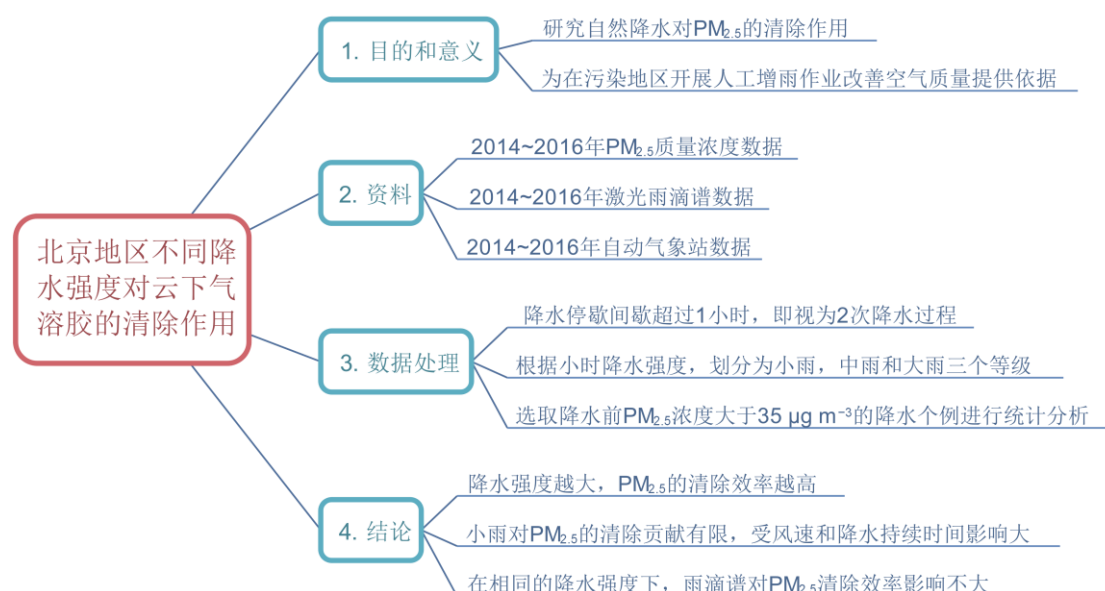 北京地区不同降
水强度对云下气
溶胶的清除作用
1. 目的和意义
研究自然降水对PM₂.₅的清除作用
为在污染地区开展人工增雨作业改善空气质量提供依据
2. 资料
2014~2016年PM₂.₅质量浓度数据
2014~2016年激光雨滴谱数据
2014~2016年自动气象站数据
3. 数据处理
降水停歇间歇超过1小时，即视为2次降水过程
根据小时降水强度，划分为小雨，中雨和大雨三个等级
选取降水前PM₂.₅浓度大于35 μg m⁻³的降水个例进行统计分析
4. 结论
降水强度越大，PM₂.₅的清除效率越高
小雨对PM₂.₅的清除贡献有限，受风速和降水持续时间影响大
在相同的降水强度下，雨滴谱对PM₂.₅清除效率影响不大